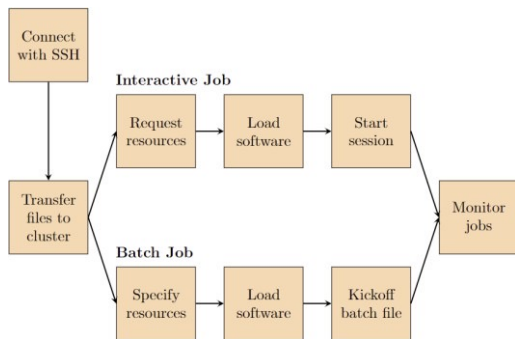 Connect
with SSH
Transfer
files to
cluster
Interactive Job
Request
resources
Load
software
Start
session
Batch Job
Specify
resources
Load
software
Kickoff
batch file
Monitor
jobs